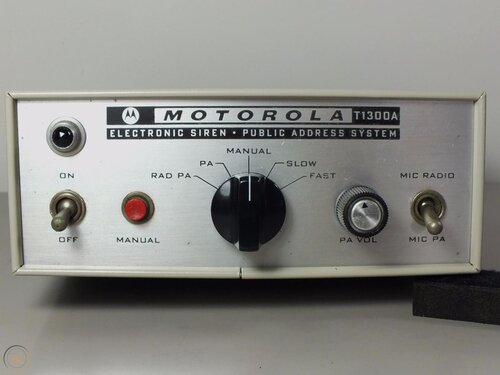 MOTOROLA T1300A
ELECTRONIC SIREN • PUBLIC ADDRESS SYSTEM
MANUAL
PA SLOW
RAD PA FAST
ON MIC RADIO
OFF MANUAL PA VOL MIC PA